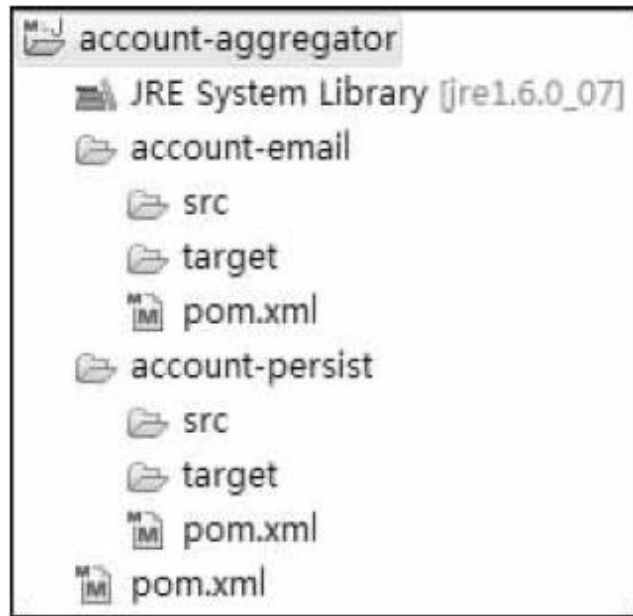 account-aggregator
JRE System Library [jre1.6.0_07]
account-email
src
target
pom.xml
account-persist
src
target
pom.xml
pom.xml